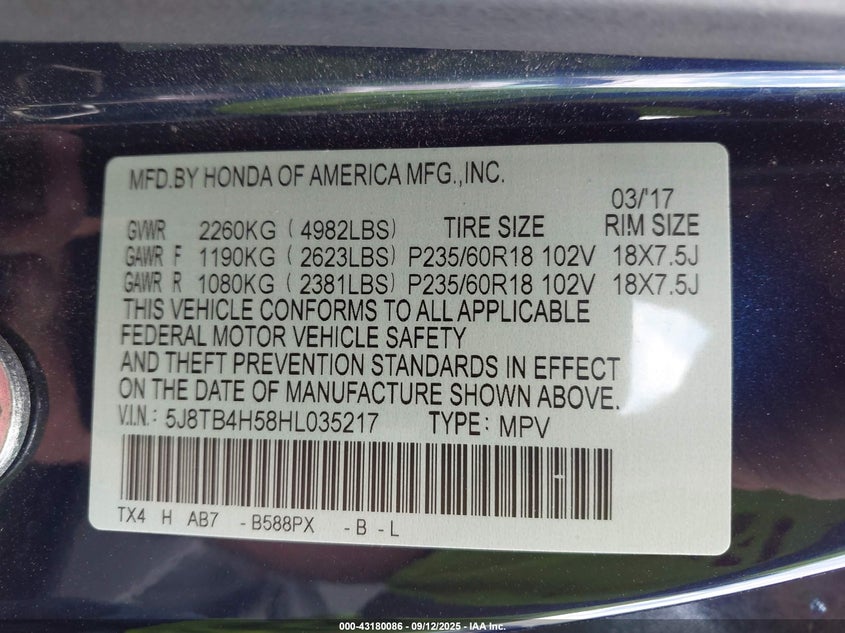 MFD.BY HONDA OF AMERICA MFG.,INC.
03/'17
GVWR 2260KG ( 4982LBS) TIRE SIZE RIM SIZE
GAWR F 1190KG ( 2623LBS) P235/60R18 102V 18X7.5J
GAWR R 1080KG ( 2381LBS) P235/60R18 102V 18X7.5J
THIS VEHICLE CONFORMS TO ALL APPLICABLE
FEDERAL MOTOR VEHICLE SAFETY
AND THEFT PREVENTION STANDARDS IN EFFECT
ON THE DATE OF MANUFACTURE SHOWN ABOVE.
V.I.N.: 5J8TB4H58HL035217 TYPE: MPV
TX4 H AB7 - B588PX - B - L
000-43180086 - 09/12/2025 - IAA Inc.